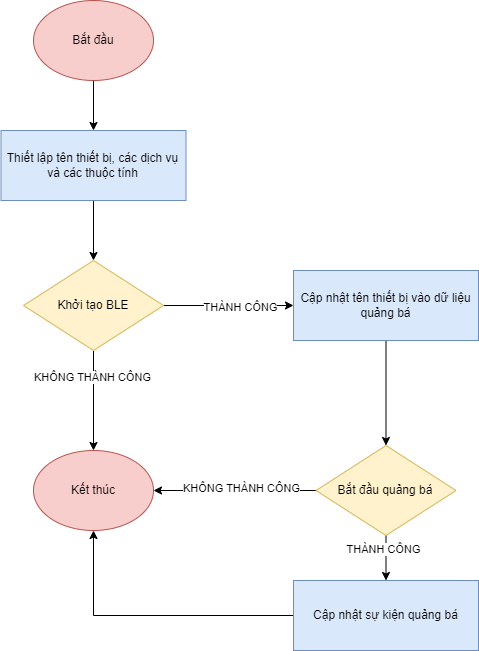 Bắt đầu
Thiết lập tên thiết bị, các dịch vụ
và các thuộc tính
Khởi tạo BLE
THÀNH CÔNG
Cập nhật tên thiết bị vào dữ liệu
quảng bá
KHÔNG THÀNH CÔNG
Kết thúc
KHÔNG THÀNH CÔNG
Bắt đầu quảng bá
THÀNH CÔNG
Cập nhật sự kiện quảng bá